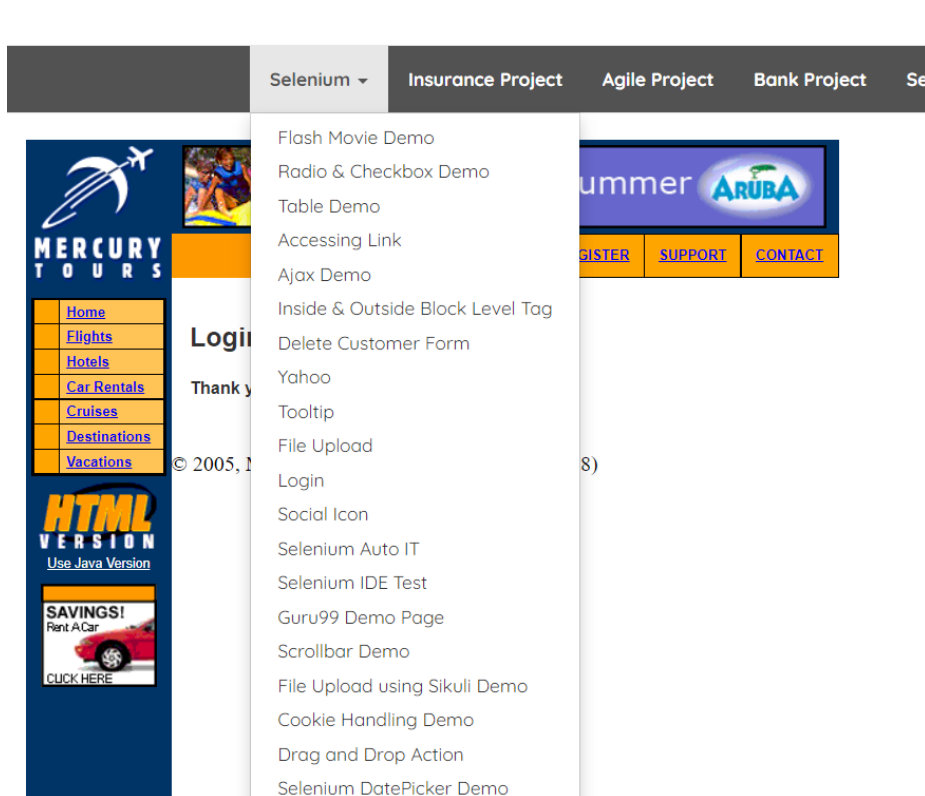 Selenium Insurance Project Agile Project Bank Project Se
Flash Movie Demo
Radio & Checkbox Demo
Table Demo
Accessing Link
Ajax Demo
Inside & Outside Block Level Tag
Delete Customer Form
Yahoo
Tooltip
File Upload
Login
Social Icon
Selenium Auto IT
Selenium IDE Test
Guru99 Demo Page
Scrollbar Demo
File Upload using Sikuli Demo
Cookie Handling Demo
Drag and Drop Action
Selenium DatePicker Demo
MERCURY
TOURS
ummer ARUBA
GISTER SUPPORT CONTACT
Home
Flights
Hotels
Car Rentals
Cruises
Destinations
Vacations
HTML
VERSION
Use Java Version
SAVINGS!
Rent A Car
CLICK HERE
Login
Thank y
© 2005, M 8)